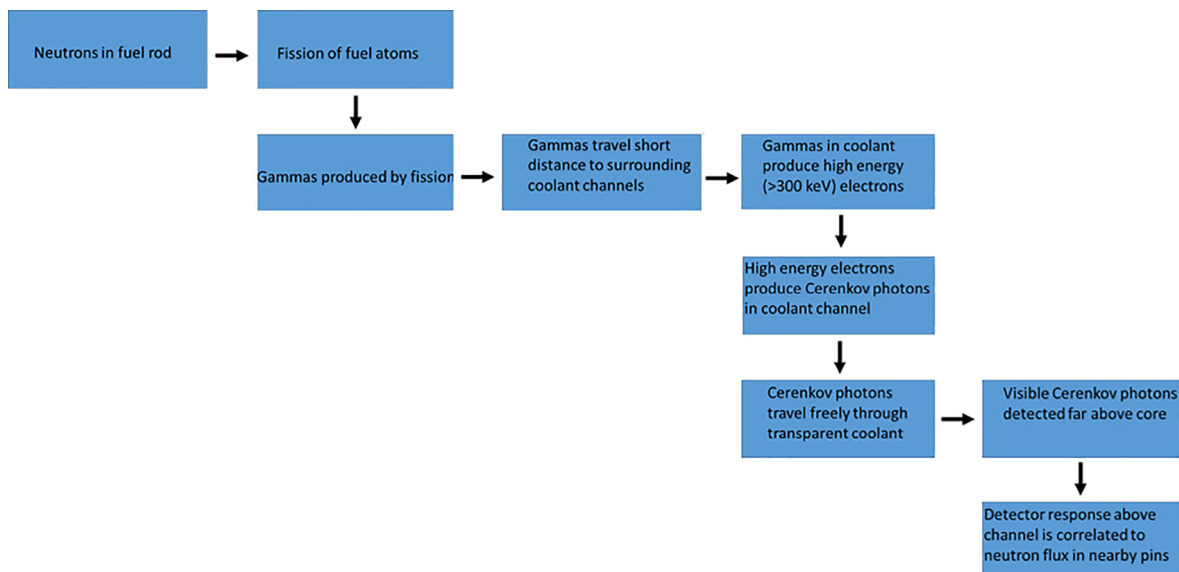 Neutrons in fuel rod
Fission of fuel atoms
Gammas produced by fission
Gammas travel short
distance to surrounding
coolant channels
Gammas in coolant
produce high energy
(>300 keV) electrons
High energy electrons
produce Cerenkov photons
in coolant channel
Cerenkov photons
travel freely through
transparent coolant
Visible Cerenkov photons
detected far above core
Detector response above
channel is correlated to
neutron flux in nearby pins